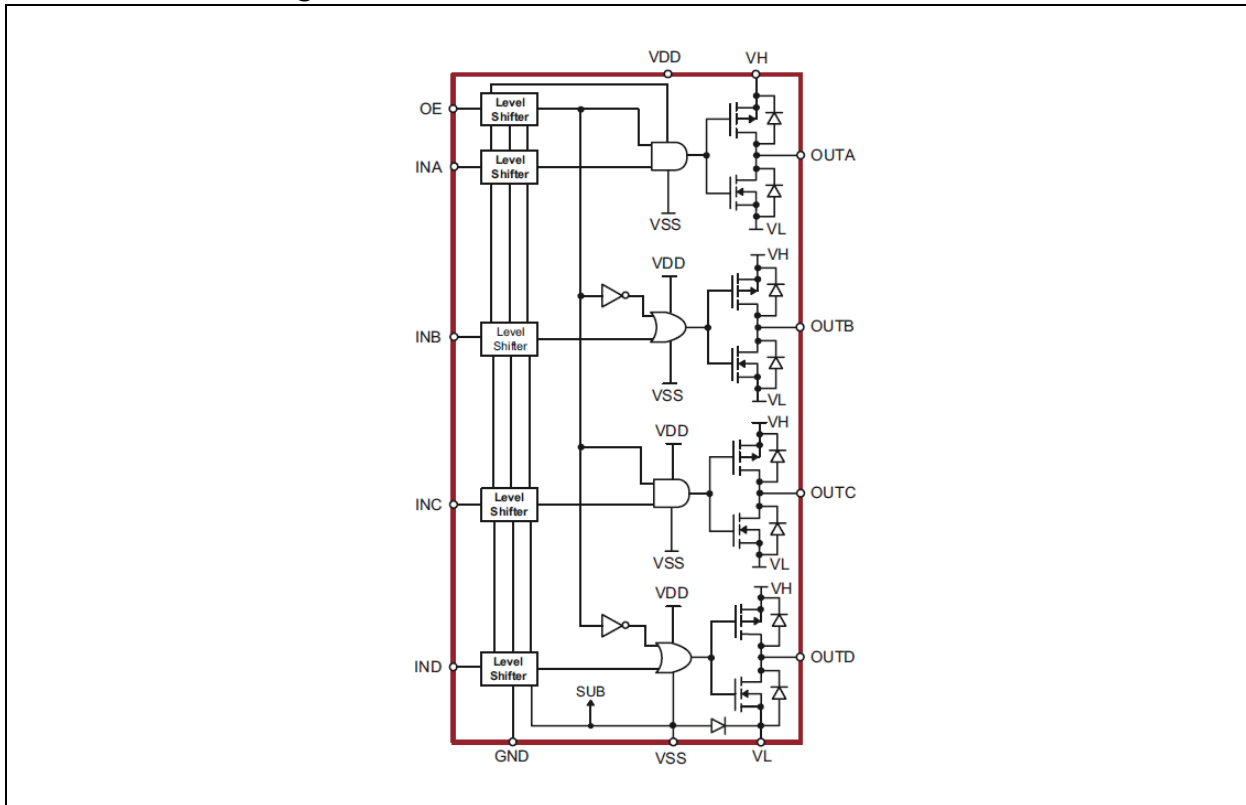 VDD VH
OE
Level
Shifter
INA
Level
Shifter
OUTA
VSS
VL
VH
VDD
INB
Level
Shifter
OUTB
VSS
VL
VH
VDD
INC
Level
Shifter
OUTC
VSS
VL
VH
VDD
IND
Level
Shifter
OUTD
SUB
GND VSS VL